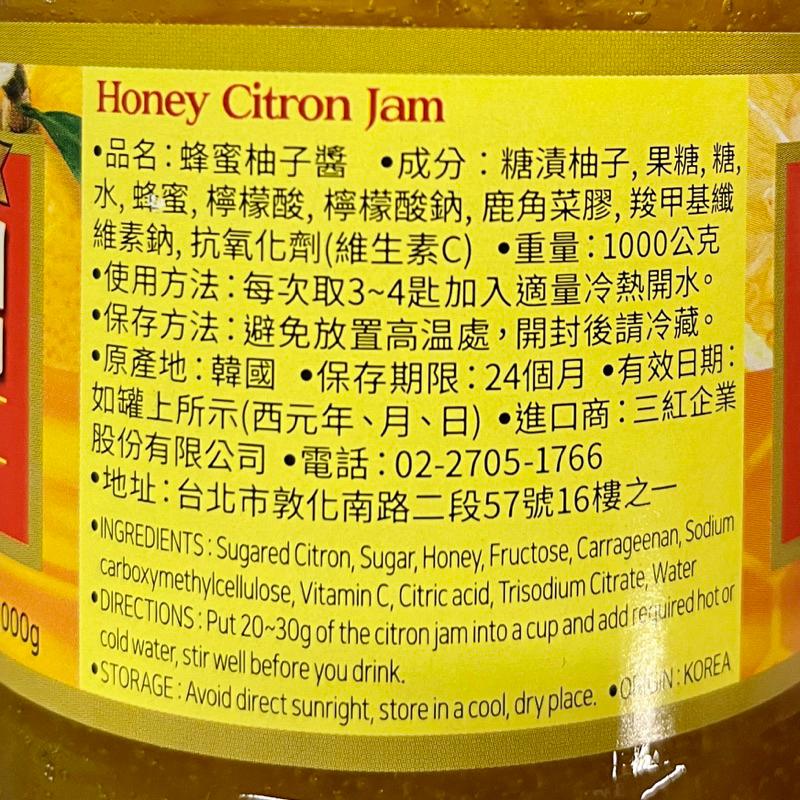 Honey Citron Jam
•品名：蜂蜜柚子醬 •成分：糖漬柚子, 果糖, 糖,
水, 蜂蜜, 檸檬酸, 檸檬酸鈉, 鹿角菜膠, 羧甲基纖
維素鈉, 抗氧化劑(維生素C) •重量：1000公克
•使用方法：每次取3~4匙加入適量冷熱開水。
•保存方法：避免放置高温處，開封後請冷藏。
•原產地：韓國 •保存期限：24個月 •有效日期：
如罐上所示(西元年、月、日) •進口商：三紅企業
股份有限公司 •電話：02-2705-1766
•地址：台北市敦化南路二段57號16樓之一
•INGREDIENTS : Sugared Citron, Sugar, Honey, Fructose, Carrageenan, Sodium
carboxymethylcellulose, Vitamin C, Citric acid, Trisodium Citrate, Water
•DIRECTIONS : Put 20~30g of the citron jam into a cup and add required hot or
cold water, stir well before you drink.
•STORAGE : Avoid direct sunright, store in a cool, dry place. •ORIGIN : KOREA
000g